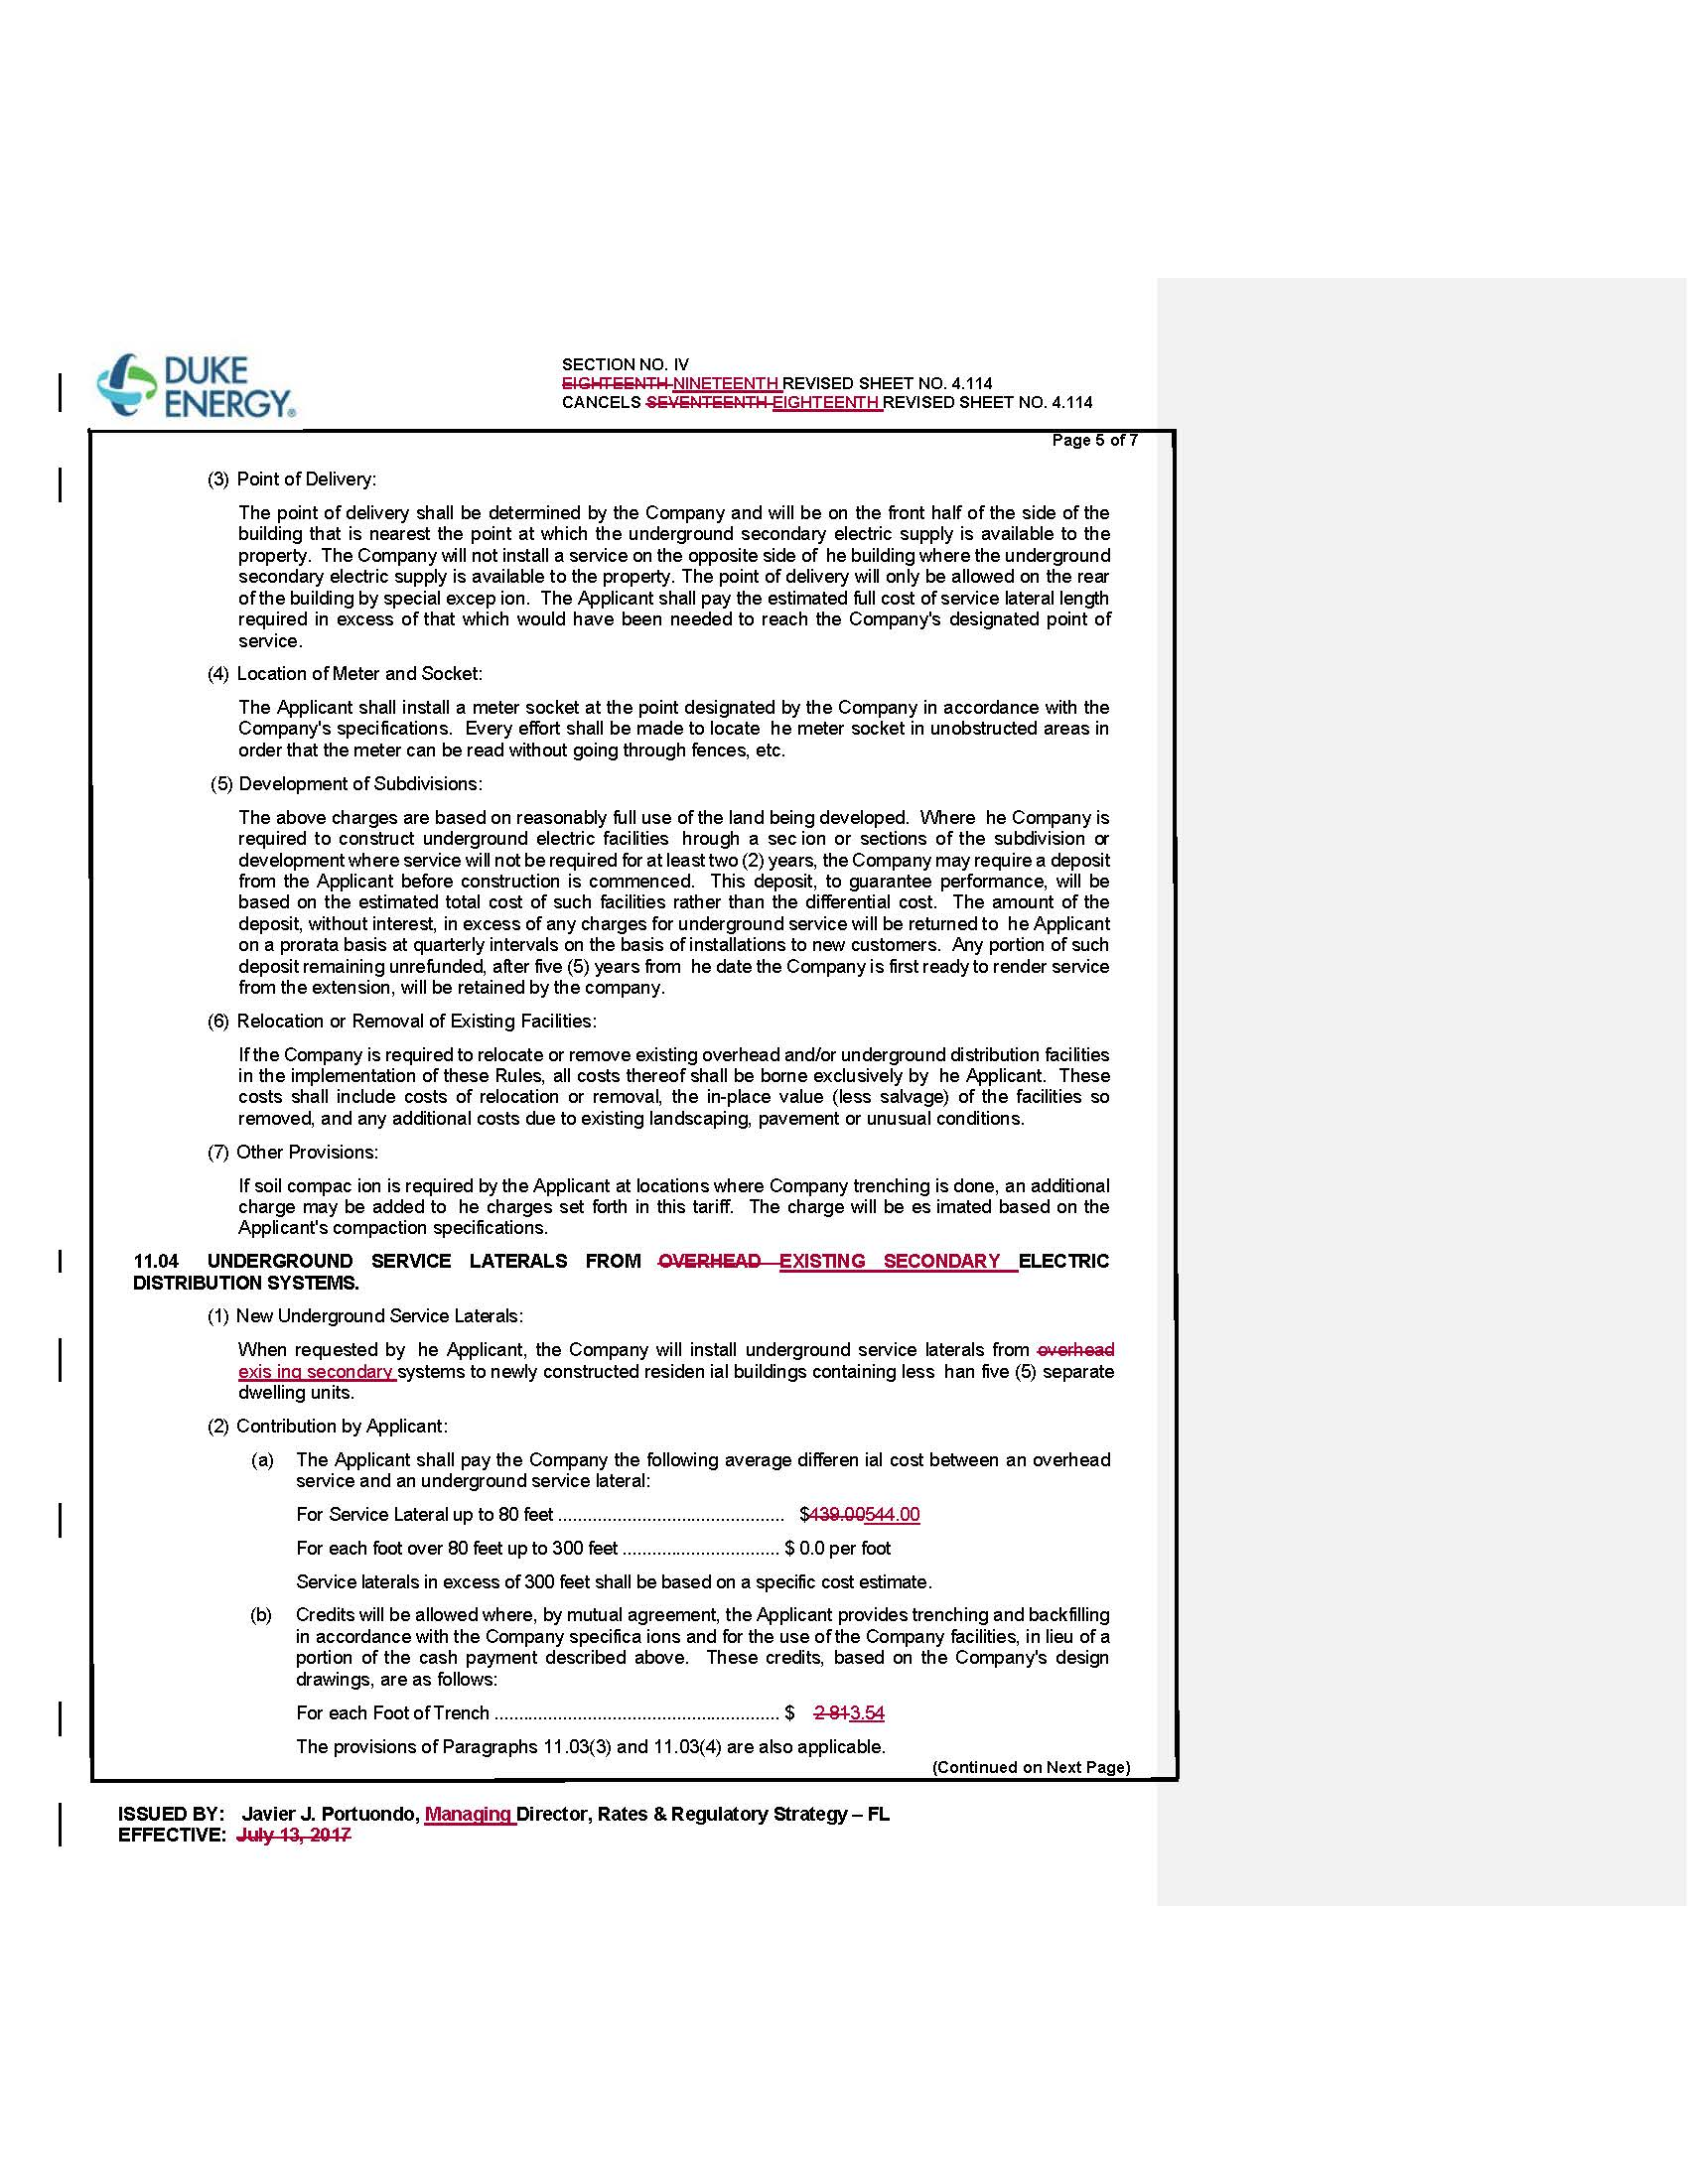 DUKE
ENERGY®
SECTION NO. IV
EIGHTEENTH NINETEENTH REVISED SHEET NO. 4.114
CANCELS SEVENTEENTH EIGHTEENTH REVISED SHEET NO. 4.114
Page 5 of 7
(3) Point of Delivery:
The point of delivery shall be determined by the Company and will be on the front half of the side of the
building that is nearest the point at which the underground secondary electric supply is available to the
property. The Company will not install a service on the opposite side of he building where the underground
secondary electric supply is available to the property. The point of delivery will only be allowed on the rear
of the building by special excep ion. The Applicant shall pay the estimated full cost of service lateral length
required in excess of that which would have been needed to reach the Company's designated point of
service.
(4) Location of Meter and Socket:
The Applicant shall install a meter socket at the point designated by the Company in accordance with the
Company's specifications. Every effort shall be made to locate he meter socket in unobstructed areas in
order that the meter can be read without going through fences, etc.
(5) Development of Subdivisions:
The above charges are based on reasonably full use of the land being developed. Where he Company is
required to construct underground electric facilities hrough a sec ion or sections of the subdivision or
development where service will not be required for at least two (2) years, the Company may require a deposit
from the Applicant before construction is commenced. This deposit, to guarantee performance, will be
based on the estimated total cost of such facilities rather than the differential cost. The amount of the
deposit, without interest, in excess of any charges for underground service will be returned to he Applicant
on a prorata basis at quarterly intervals on the basis of installations to new customers. Any portion of such
deposit remaining unrefunded, after five (5) years from he date the Company is first ready to render service
from the extension, will be retained by the company.
(6) Relocation or Removal of Existing Facilities:
If the Company is required to relocate or remove existing overhead and/or underground distribution facilities
in the implementation of these Rules, all costs thereof shall be borne exclusively by he Applicant. These
costs shall include costs of relocation or removal, the in-place value (less salvage) of the facilities so
removed, and any additional costs due to existing landscaping, pavement or unusual conditions.
(7) Other Provisions:
If soil compac ion is required by the Applicant at locations where Company trenching is done, an additional
charge may be added to he charges set forth in this tariff. The charge will be es imated based on the
Applicant's compaction specifications.
11.04 UNDERGROUND SERVICE LATERALS FROM OVERHEAD EXISTING SECONDARY ELECTRIC
DISTRIBUTION SYSTEMS.
(1) New Underground Service Laterals:
When requested by he Applicant, the Company will install underground service laterals from overhead
exis ing secondary systems to newly constructed residen ial buildings containing less han five (5) separate
dwelling units.
(2) Contribution by Applicant:
(a) The Applicant shall pay the Company the following average differen ial cost between an overhead
service and an underground service lateral:
For Service Lateral up to 80 feet .............................................. $439.00544.00
For each foot over 80 feet up to 300 feet ................................ $ 0.0 per foot
Service laterals in excess of 300 feet shall be based on a specific cost estimate.
(b) Credits will be allowed where, by mutual agreement, the Applicant provides trenching and backfilling
in accordance with the Company specifica ions and for the use of the Company facilities, in lieu of a
portion of the cash payment described above. These credits, based on the Company's design
drawings, are as follows:
For each Foot of Trench .......................................................... $ 2 813.54
The provisions of Paragraphs 11.03(3) and 11.03(4) are also applicable.
(Continued on Next Page)
ISSUED BY: Javier J. Portuondo, Managing Director, Rates & Regulatory Strategy – FL
EFFECTIVE: July 13, 2017